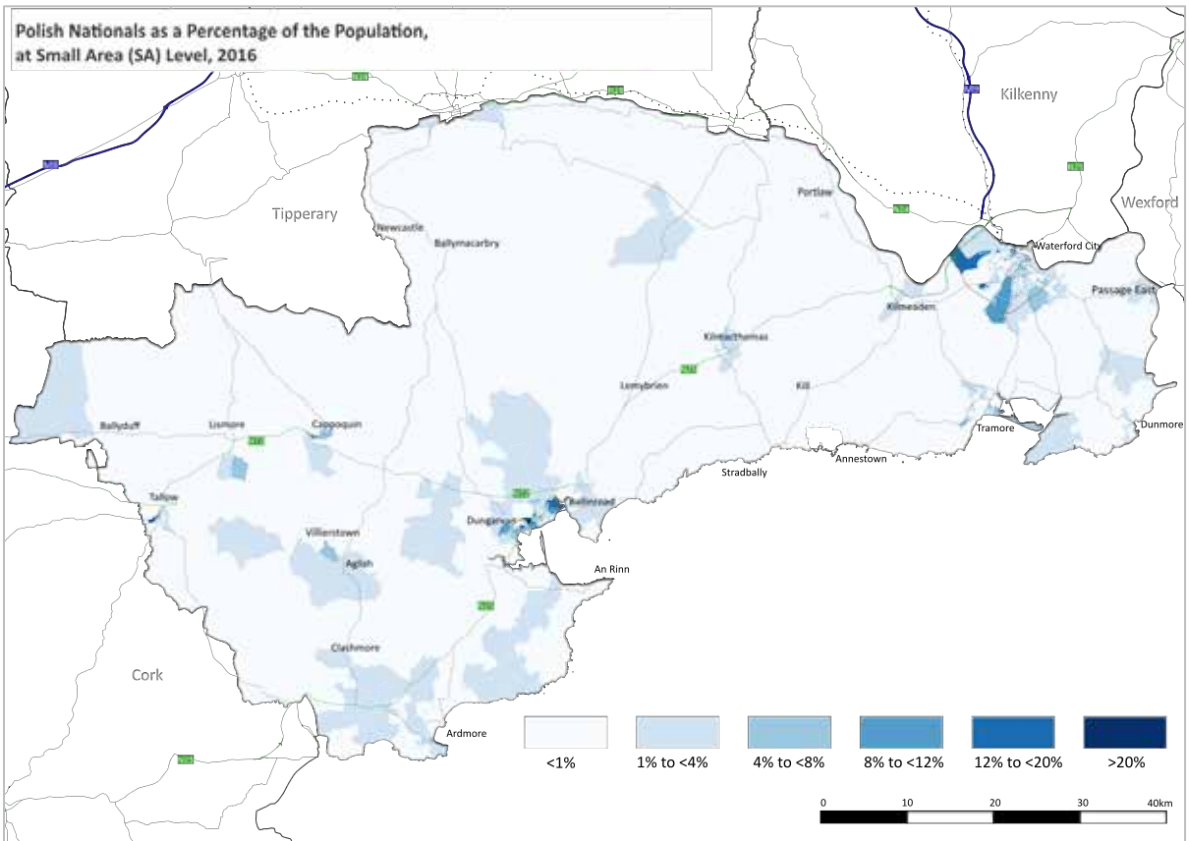 Polish Nationals as a Percentage of the Population,
at Small Area (SA) Level, 2016
Kilkenny
Wexford
Tipperary
Portlaw
Newcastle
Ballymacarbry
Waterford City
Passage East
Kilmeaden
Kilmacthomas
Lemybrien
Kill
Ballyduff
Lismore
Cappoquin
Tramore
Dunmore
Annestown
Stradbally
Tallow
Dungarvan
Ballinroad
Villierstown
Aglish
An Rinn
Clashmore
Cork
Ardmore
<1%
1% to <4%
4% to <8%
8% to <12%
12% to <20%
>20%
0 10 20 30 40km